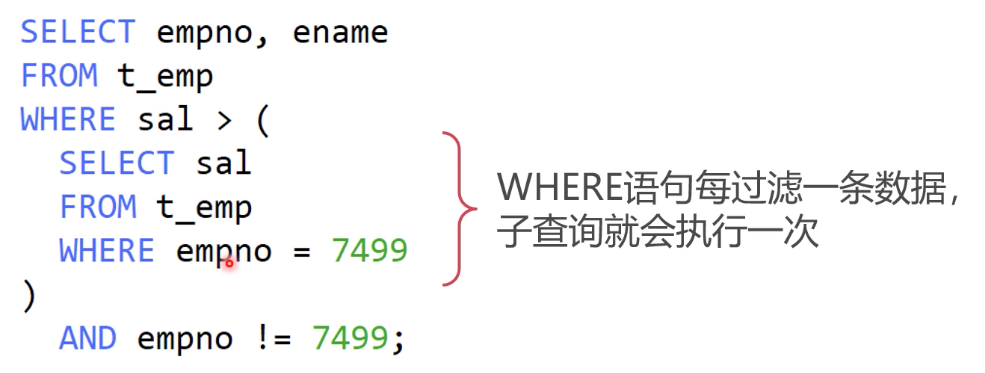 SELECT empno, ename
FROM t_emp
WHERE sal > (
SELECT sal
FROM t_emp
WHERE empno = 7499
)
AND empno != 7499;
WHERE语句每过滤一条数据，
子查询就会执行一次